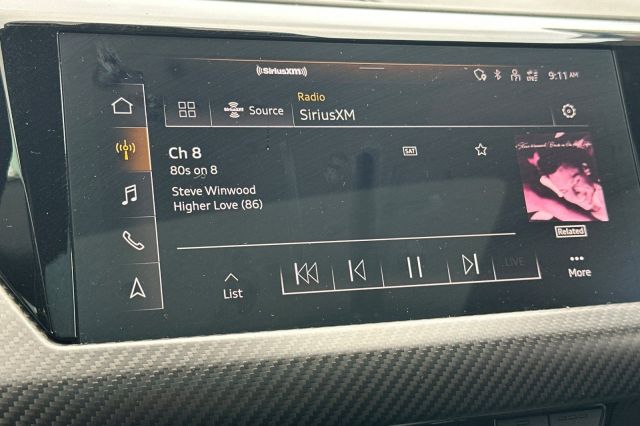 ((SiriusXM))
9:11 AM
Radio
SiriusXM
Source
SiriusXM
Ch 8
SAT
80s on 8
Steve Winwood
Higher Love (86)
Related
List
LIVE
More